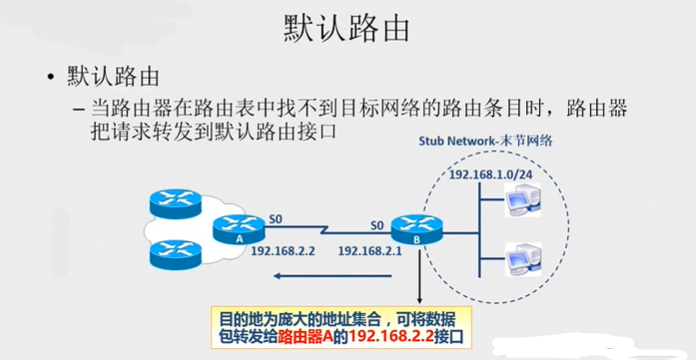 默认路由
• 默认路由
– 当路由器在路由表中找不到目标网络的路由条目时，路由器
把请求转发到默认路由接口
Stub Network-末节网络
192.168.1.0/24
S0
S0
A
B
192.168.2.2
192.168.2.1
目的地为庞大的地址集合，可将数据
包转发给路由器A的192.168.2.2接口